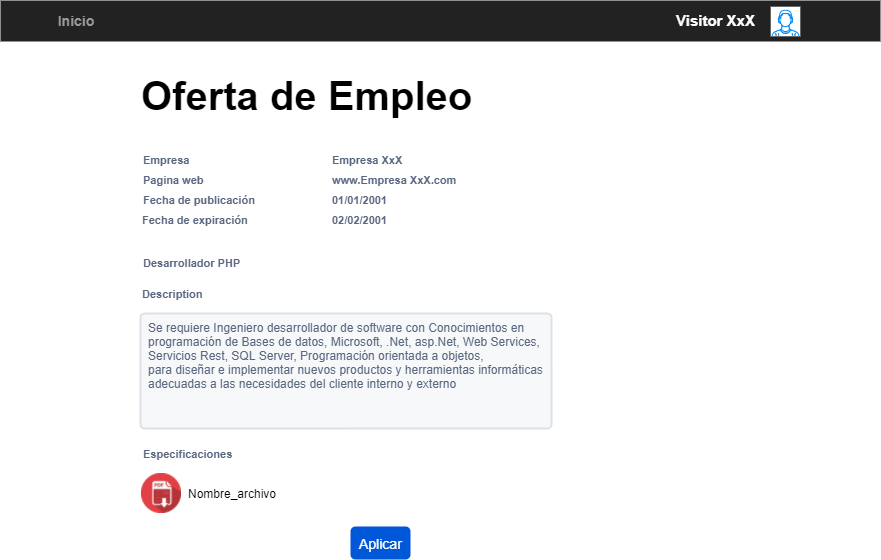 Inicio
Visitor XxX
Oferta de Empleo
Empresa Empresa XxX
Pagina web www.Empresa XxX.com
Fecha de publicación 01/01/2001
Fecha de expiración 02/02/2001
Desarrollador PHP
Description
Se requiere Ingeniero desarrollador de software con Conocimientos en
programación de Bases de datos, Microsoft, .Net, asp.Net, Web Services,
Servicios Rest, SQL Server, Programación orientada a objetos,
para diseñar e implementar nuevos productos y herramientas informáticas
adecuadas a las necesidades del cliente interno y externo
Especificaciones
PDF
Nombre_archivo
Aplicar